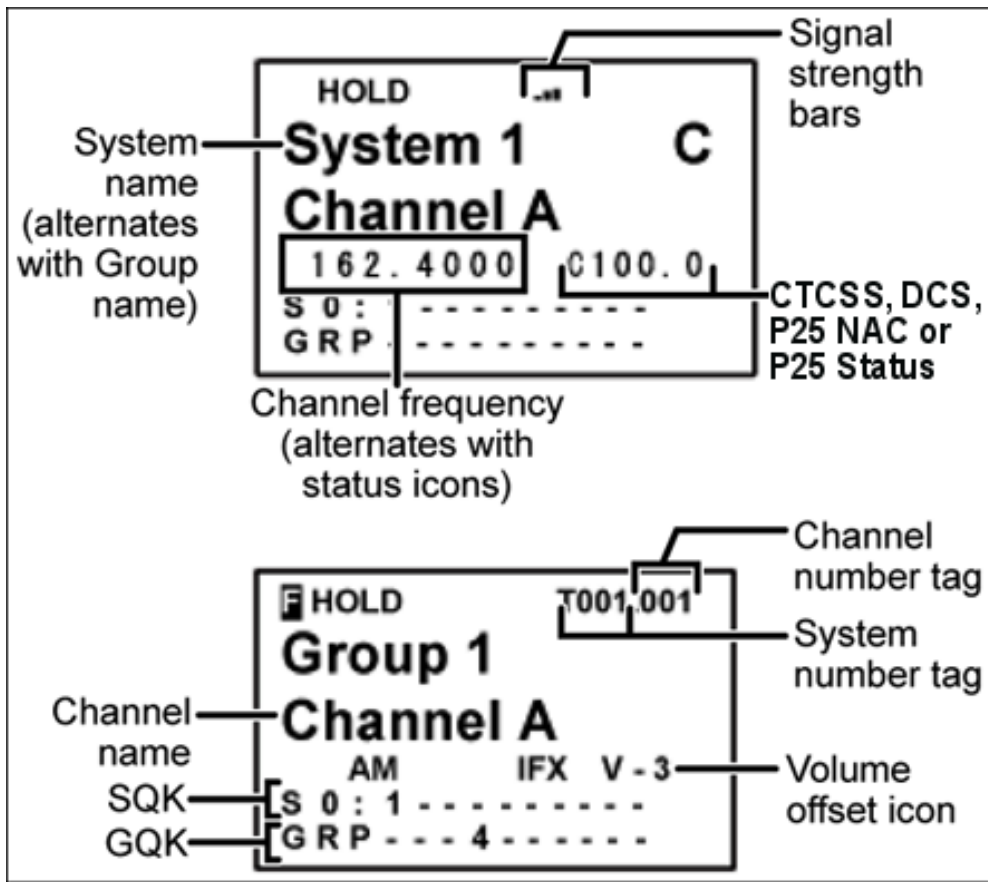 Signal
strength
bars
HOLD
System 1 C
Channel A
162.4000 C100.0
S 0 : - - - - - - - - -
G R P - - - - - - - - - -
System
name
(alternates
with Group
name)
CTCSS, DCS,
P25 NAC or
P25 Status
Channel frequency
(alternates with
status icons)
Channel
number tag
System
number tag
F HOLD T001.001
Group 1
Channel A
AM IFX V - 3
S 0 : 1 - - - - - - - - -
G R P - - - 4 - - - - - -
Channel
name
SQK
GQK
Volume
offset icon